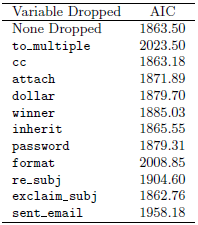 Variable Dropped AIC
None Dropped 1863.50
to_multiple 2023.50
cc 1863.18
attach 1871.89
dollar 1879.70
winner 1885.03
inherit 1865.55
password 1879.31
format 2008.85
re_subj 1904.60
exclaim_subj 1862.76
sent_email 1958.18